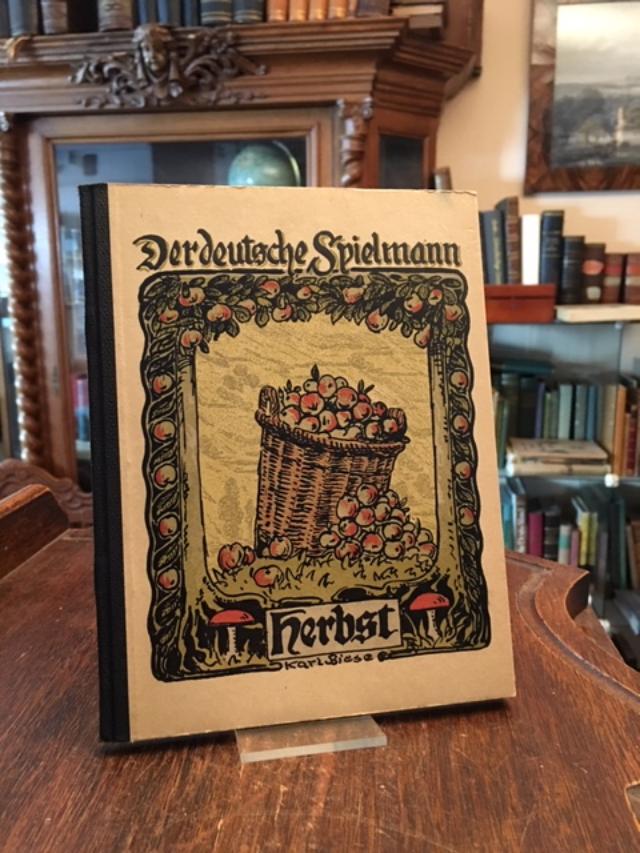 Der deutsche Spielmann
Herbst
Karl Biese